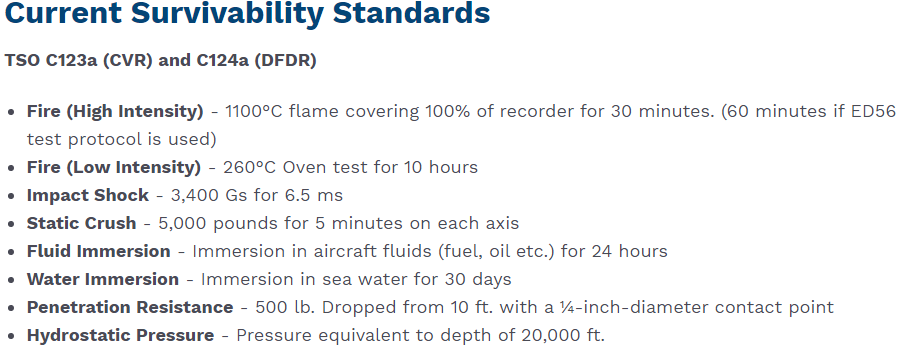 Current Survivability Standards
TSO C123a (CVR) and C124a (DFDR)
• Fire (High Intensity) - 1100°C flame covering 100% of recorder for 30 minutes. (60 minutes if ED56
test protocol is used)
• Fire (Low Intensity) - 260°C Oven test for 10 hours
• Impact Shock - 3,400 Gs for 6.5 ms
• Static Crush - 5,000 pounds for 5 minutes on each axis
• Fluid Immersion - Immersion in aircraft fluids (fuel, oil etc.) for 24 hours
• Water Immersion - Immersion in sea water for 30 days
• Penetration Resistance - 500 lb. Dropped from 10 ft. with a ¼-inch-diameter contact point
• Hydrostatic Pressure - Pressure equivalent to depth of 20,000 ft.